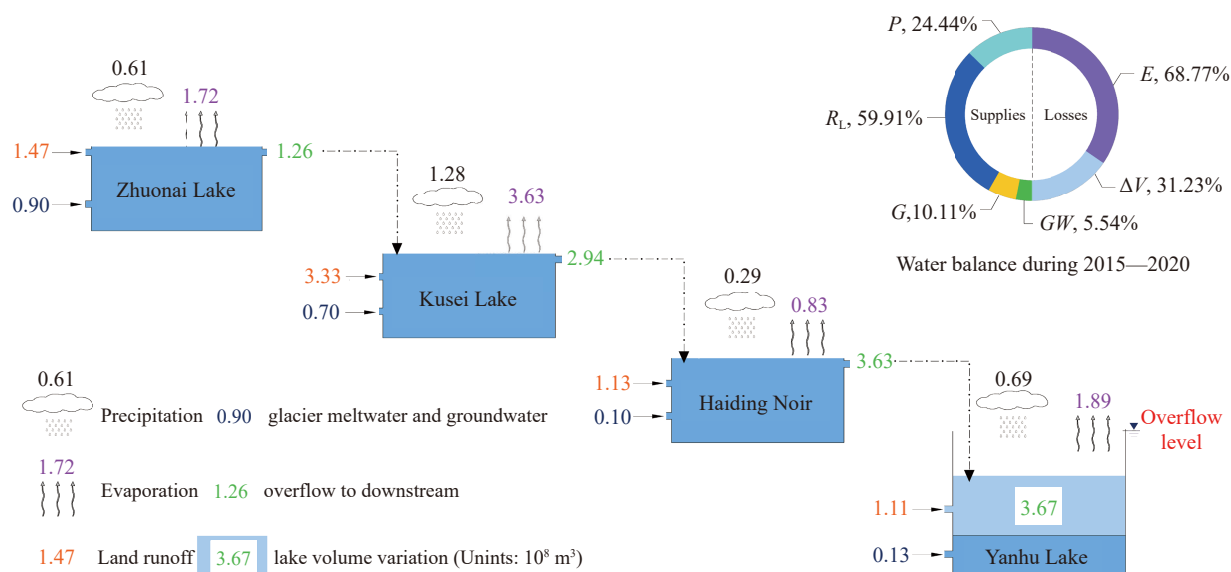 P, 24.44%
E, 68.77%
R_L, 59.91%
Supplies
Losses
G,10.11%
GW, 5.54%
ΔV, 31.23%
Water balance during 2015—2020
0.61
1.72
1.47
0.90
1.26
Zhuonai Lake
1.28
3.63
3.33
0.70
2.94
Kusei Lake
0.29
0.83
1.13
0.10
3.63
Haiding Noir
0.69
1.89
Overflow
level
1.11
3.67
0.13
Yanhu Lake
0.61
Precipitation
0.90 glacier meltwater and groundwater
1.72
Evaporation
1.26 overflow to downstream
1.47 Land runoff
3.67 lake volume variation (Unints: 10⁸ m³)